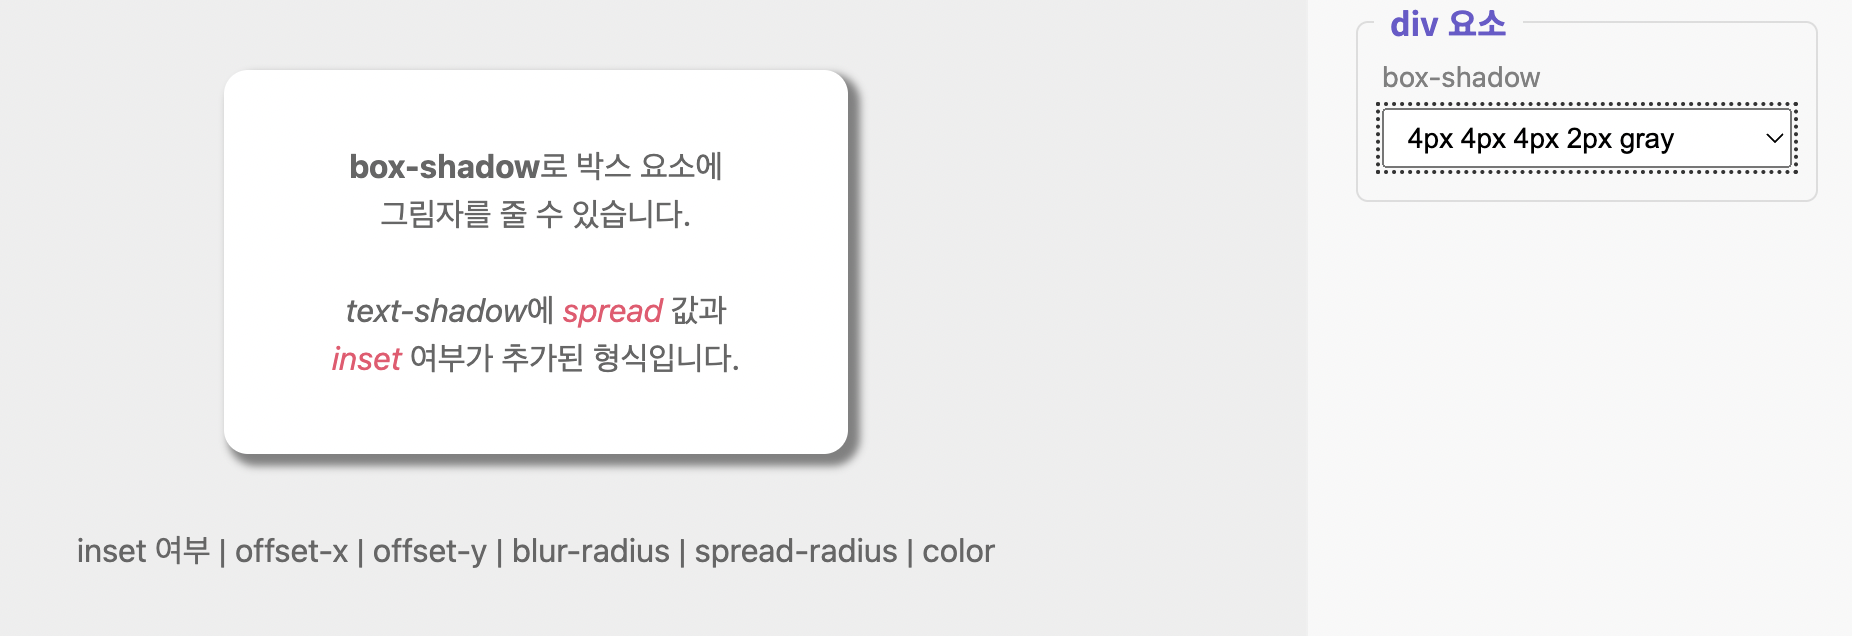 box-shadow로 박스 요소에
그림자를 줄 수 있습니다.
text-shadow에 spread 값과
inset 여부가 추가된 형식입니다.
inset 여부 | offset-x | offset-y | blur-radius | spread-radius | color
div 요소
box-shadow
4px 4px 4px 2px gray